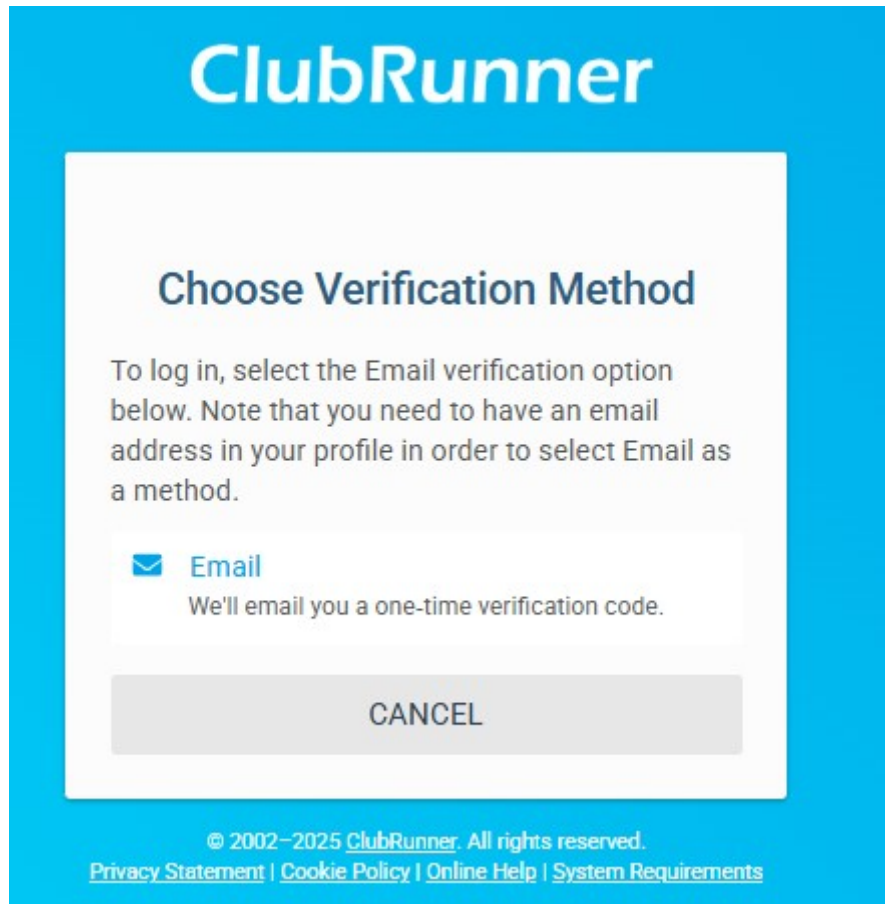 ClubRunner
Choose Verification Method
To log in, select the Email verification option
below. Note that you need to have an email
address in your profile in order to select Email as
a method.
Email
We'll email you a one-time verification code.
CANCEL
© 2002–2025 ClubRunner. All rights reserved.
Privacy Statement | Cookie Policy | Online Help | System Requirements